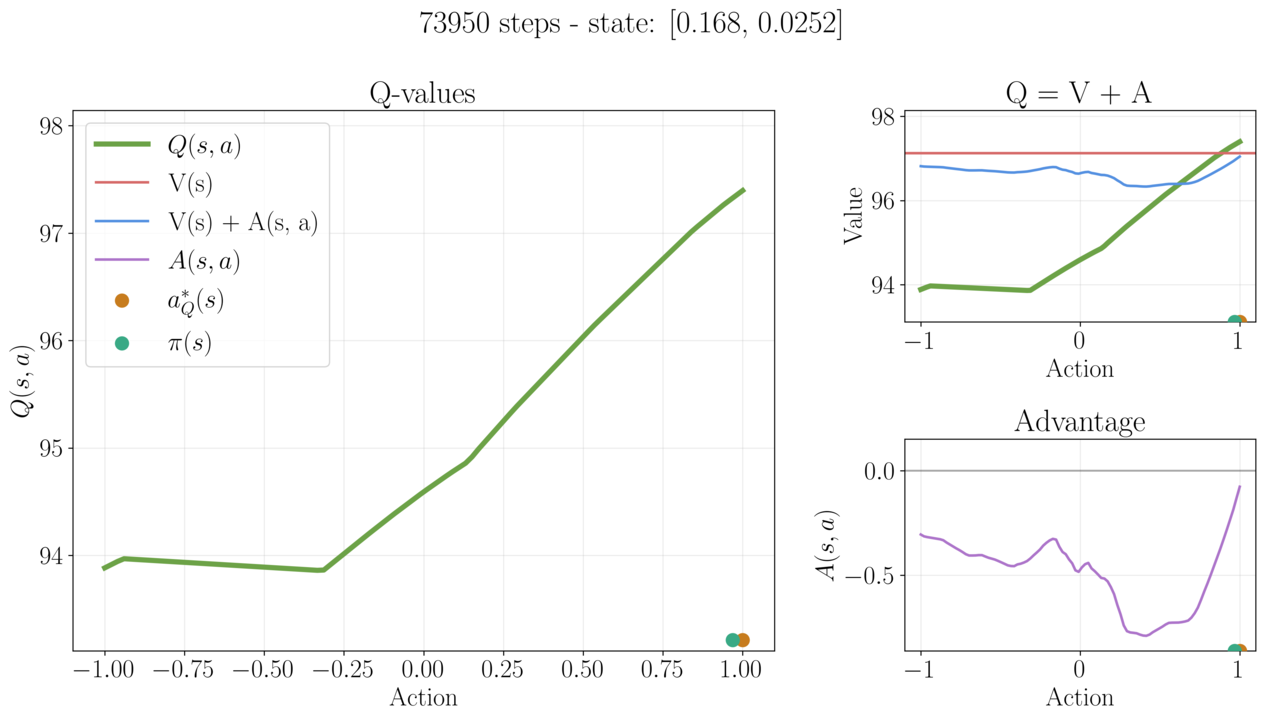 73950 steps - state: [0.168, 0.0252]
Q-values
Q(s, a)
98
97
96
95
94
Q(s, a)
V(s)
V(s) + A(s, a)
A(s, a)
a*Q(s)
π(s)
−1.00 −0.75 −0.50 −0.25 0.00 0.25 0.50 0.75 1.00
Action
Q = V + A
Value
98
96
94
−1 0 1
Action
Advantage
A(s, a)
0.0
−0.5
−1 0 1
Action